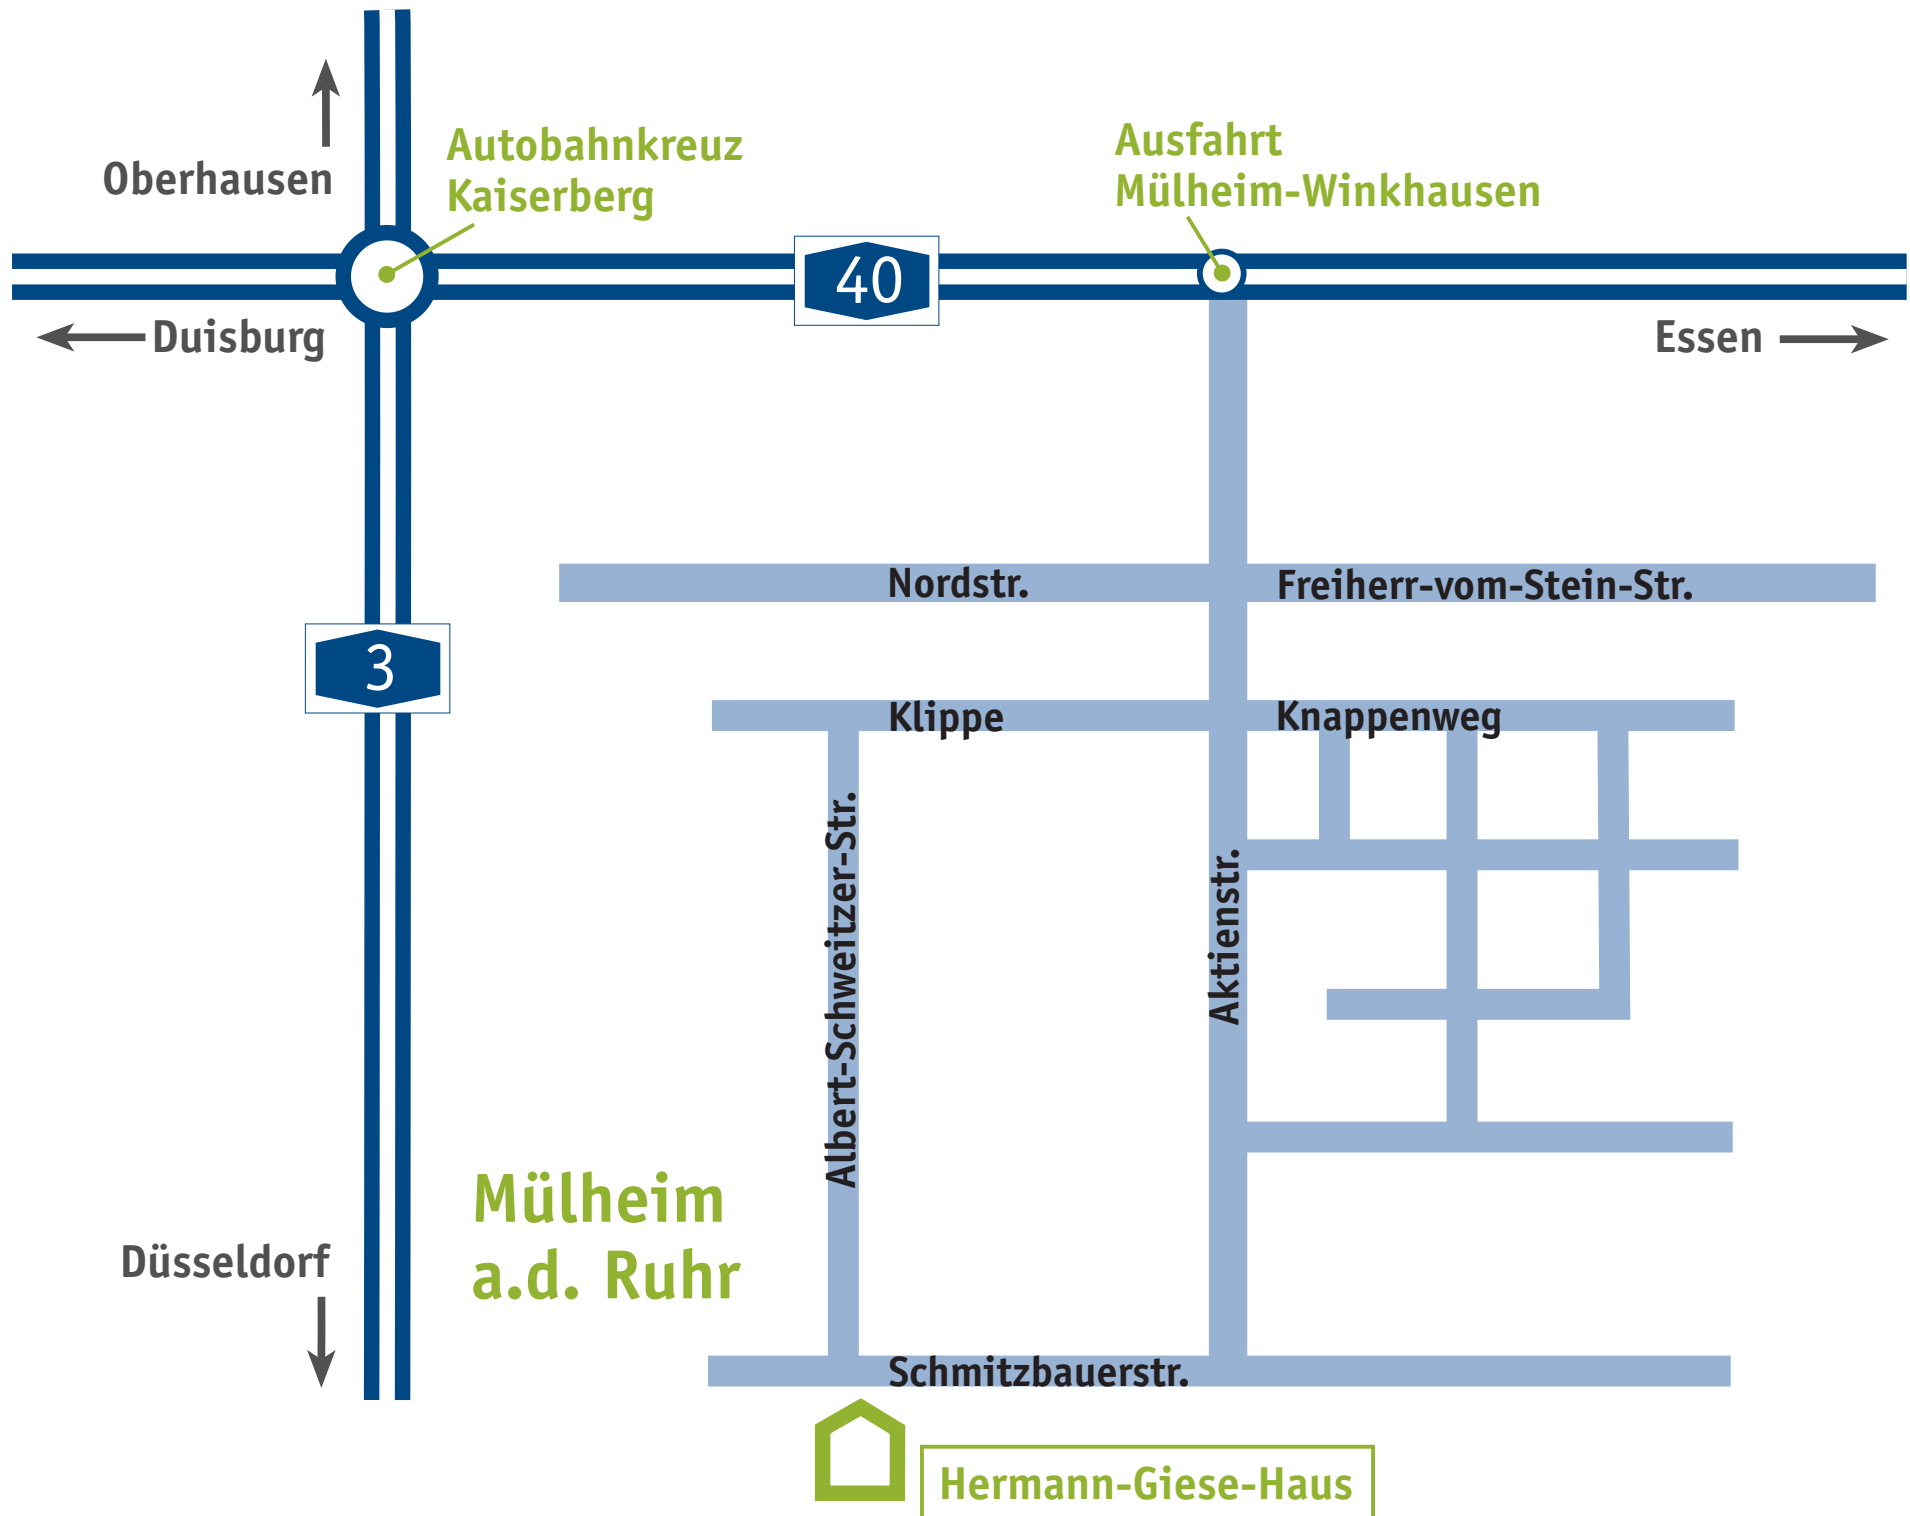 Autobahnkreuz
Kaiserberg
Ausfahrt
Mülheim-Winkhausen
Oberhausen
40
Duisburg
Essen
Nordstr.
Freiherr-vom-Stein-Str.
3
Klippe
Knappenweg
Albert-Schweitzer-Str.
Aktienstr.
Mülheim
a.d. Ruhr
Düsseldorf
Schmitzbauerstr.
Hermann-Giese-Haus